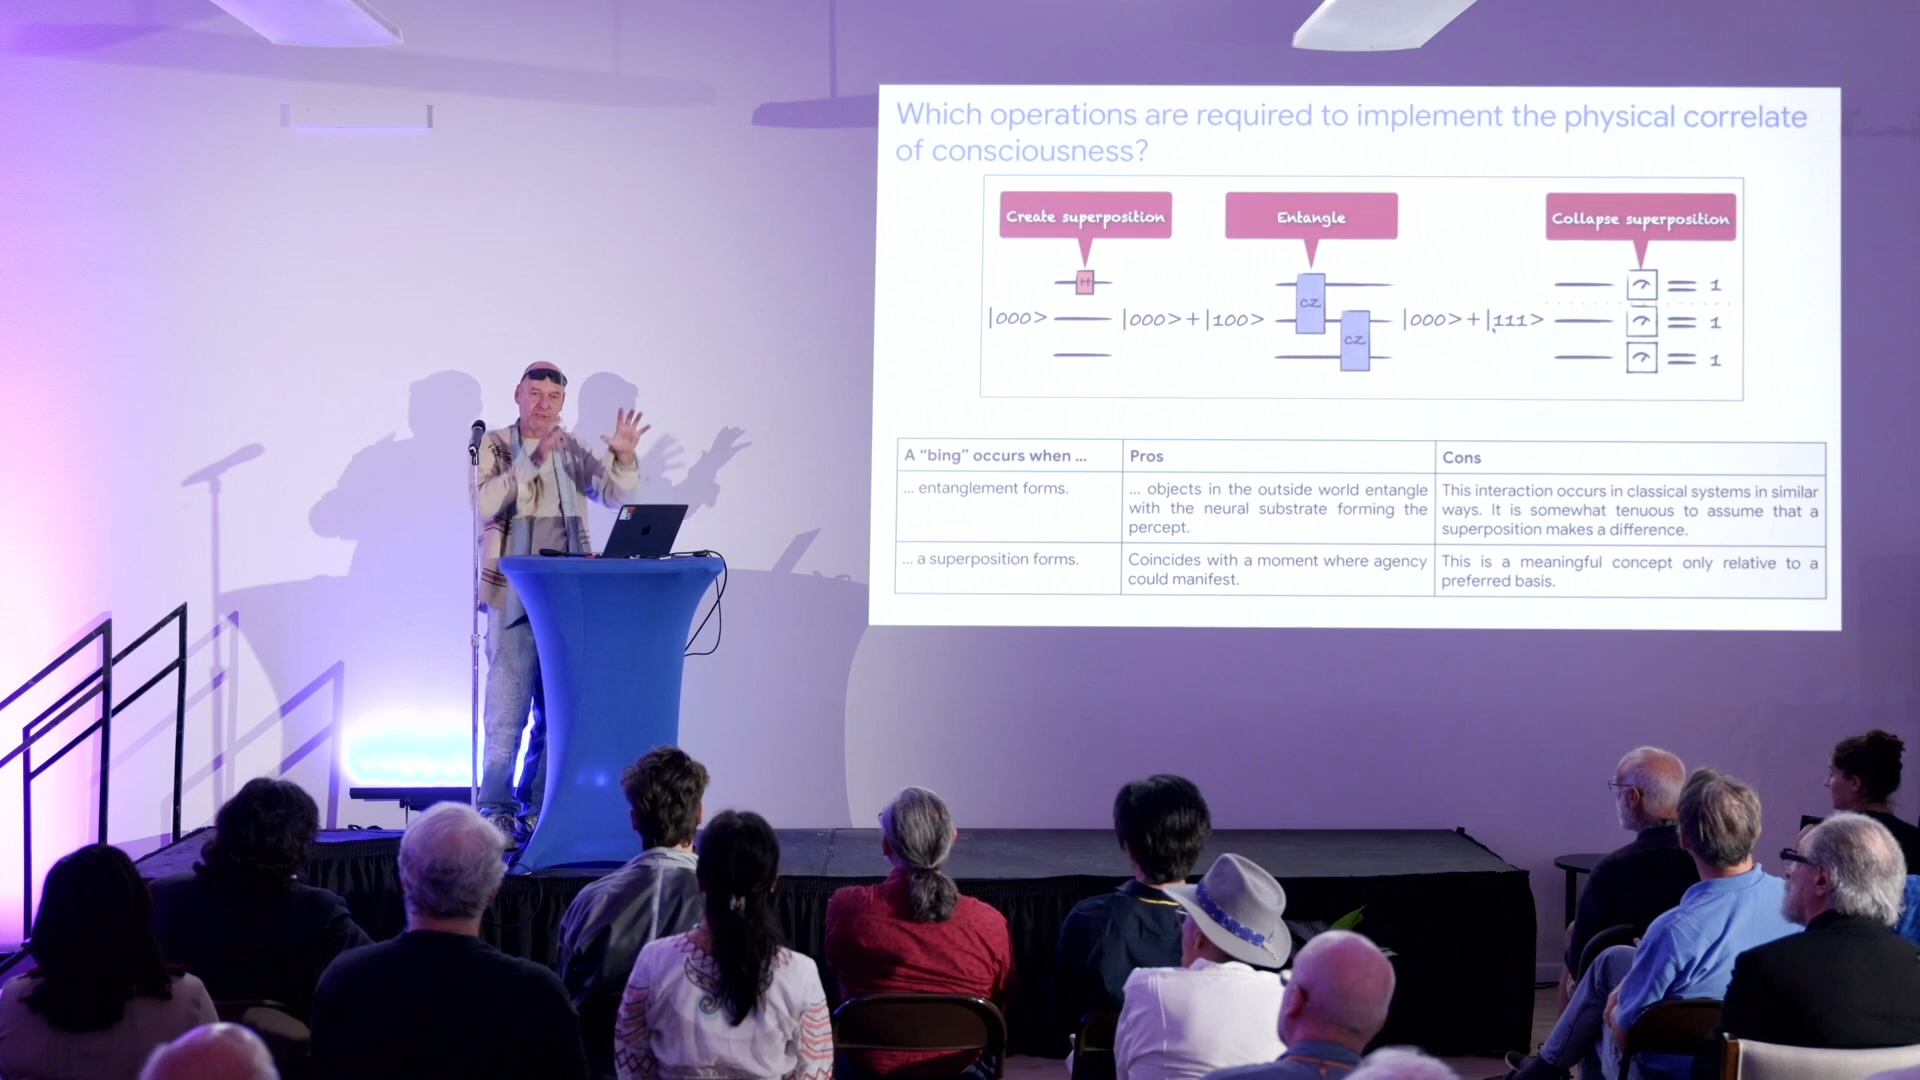 Which operations are required to implement the physical correlate
of consciousness?
Create superposition
Entangle
Collapse superposition
H
|000>
|000> + |100>
CZ
CZ
|000> + |111>
= 1
= 1
= 1
A “bing” occurs when ...
Pros
Cons
... entanglement forms.
... objects in the outside world entangle
with the neural substrate forming the
percept.
This interaction occurs in classical systems in similar
ways. It is somewhat tenuous to assume that a
superposition makes a difference.
... a superposition forms.
Coincides with a moment where agency
could manifest.
This is a meaningful concept only relative to a
preferred basis.